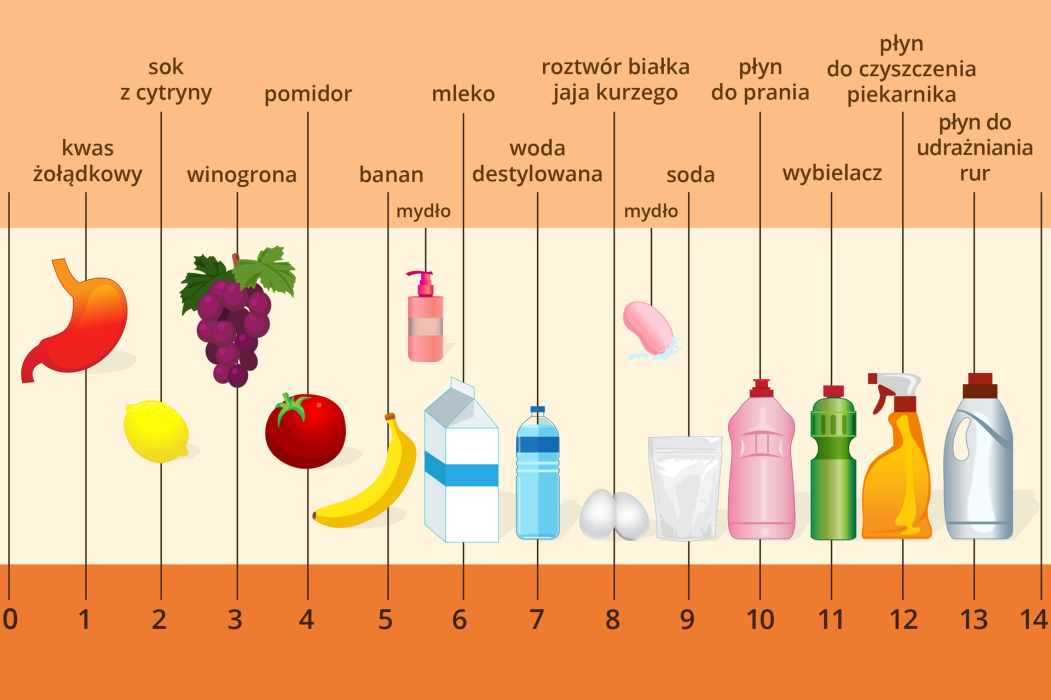 kwas
żołądkowy
sok
z cytryny
winogrona
pomidor
banan
mydło
mleko
woda
destylowana
roztwór białka
jaja kurzego
mydło
soda
płyn
do prania
wybielacz
płyn
do czyszczenia
piekarnika
płyn do
udrażniania
rur
0 1 2 3 4 5 6 7 8 9 10 11 12 13 14